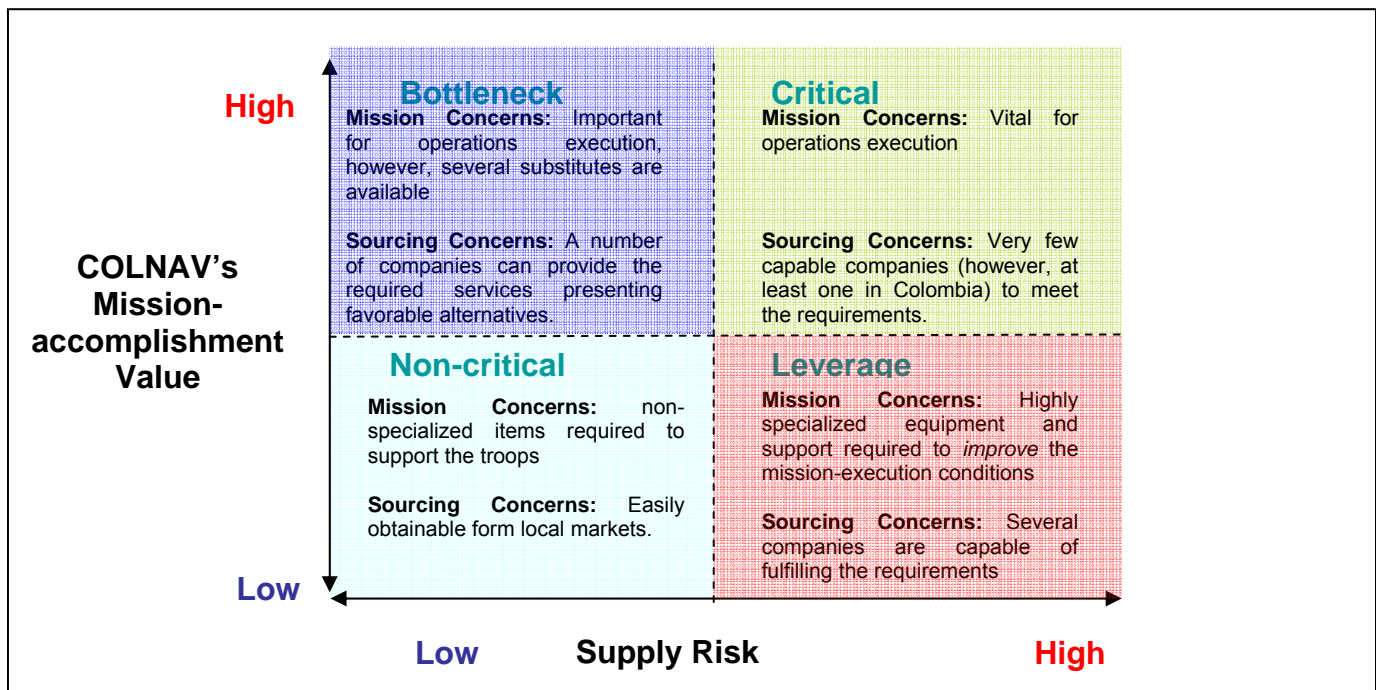 High
COLNAV's
Mission-
accomplishment
Value
Low
Bottleneck
Mission Concerns: Important
for operations execution,
however, several substitutes are
available
Sourcing Concerns: A number
of companies can provide the
required services presenting
favorable alternatives.
Critical
Mission Concerns: Vital for
operations execution
Sourcing Concerns: Very few
capable companies (however, at
least one in Colombia) to meet
the requirements.
Non-critical
Mission Concerns: non-
specialized items required to
support the troops
Sourcing Concerns: Easily
obtainable form local markets.
Leverage
Mission Concerns: Highly
specialized equipment and
support required to improve the
mission-execution conditions
Sourcing Concerns: Several
companies are capable of
fulfilling the requirements
Low
Supply Risk
High